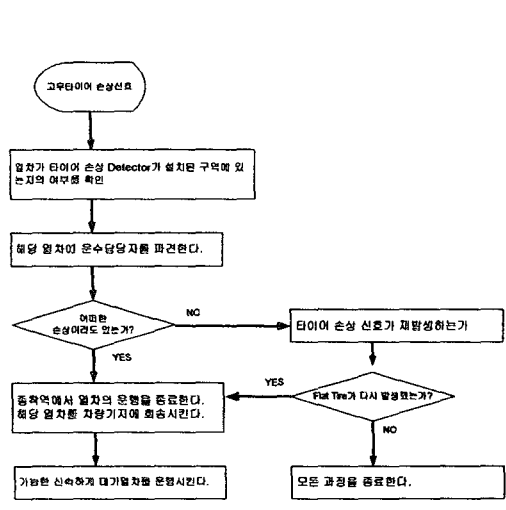 고우타이어 손상신호
열차가 타이어 손상 Detector가 설치된 구역에 있
는지의 여부를 확인
해당 열차에 운수담당자를 파견한다.
어떠한
손상이라도 있는가?
NO
타이어 손상 신호가 재발생하는가
YES
종착역에서 열차의 운행을 종료한다.
해당 열차를 차량기지에 회송시킨다.
YES
Flat Tire가 다시 발생했는가?
NO
가능한 신속하게 대기열차를 운행시킨다.
모든 과정을 종료한다.